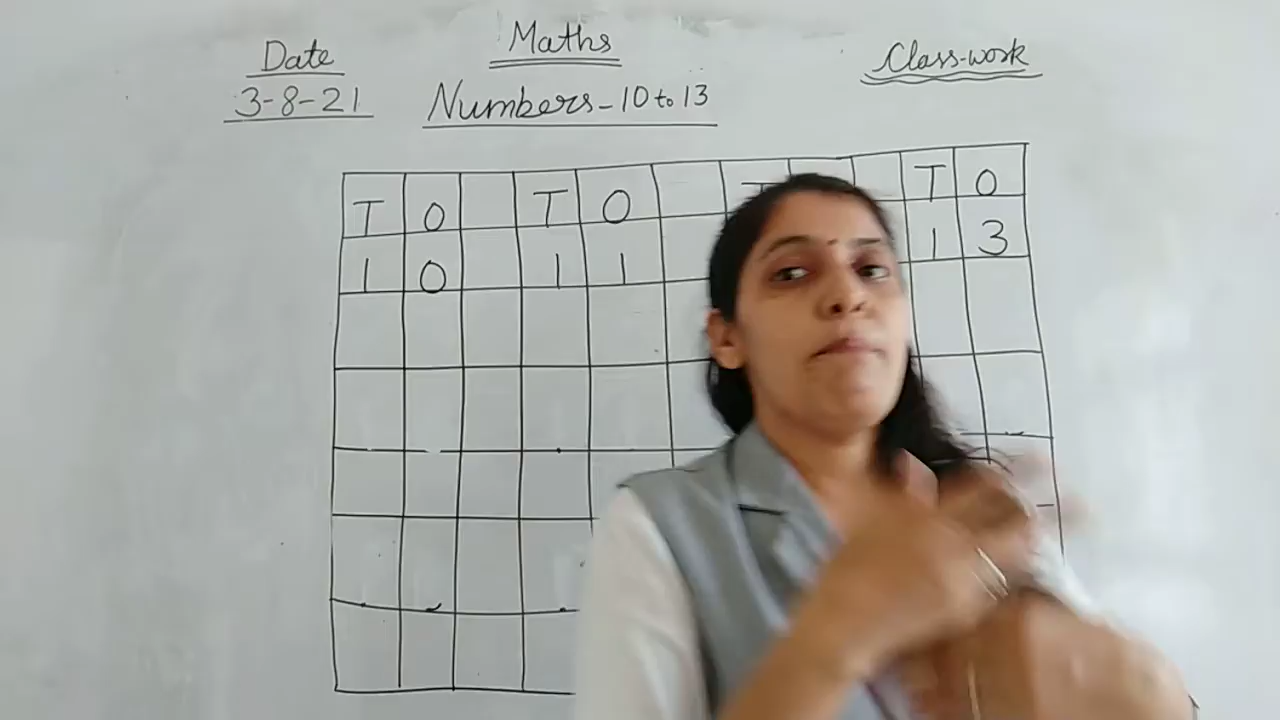 Date Maths Class-work
3-8-21 Numbers-10 to 13
T O T O T T O
1 0 1 1 1 3